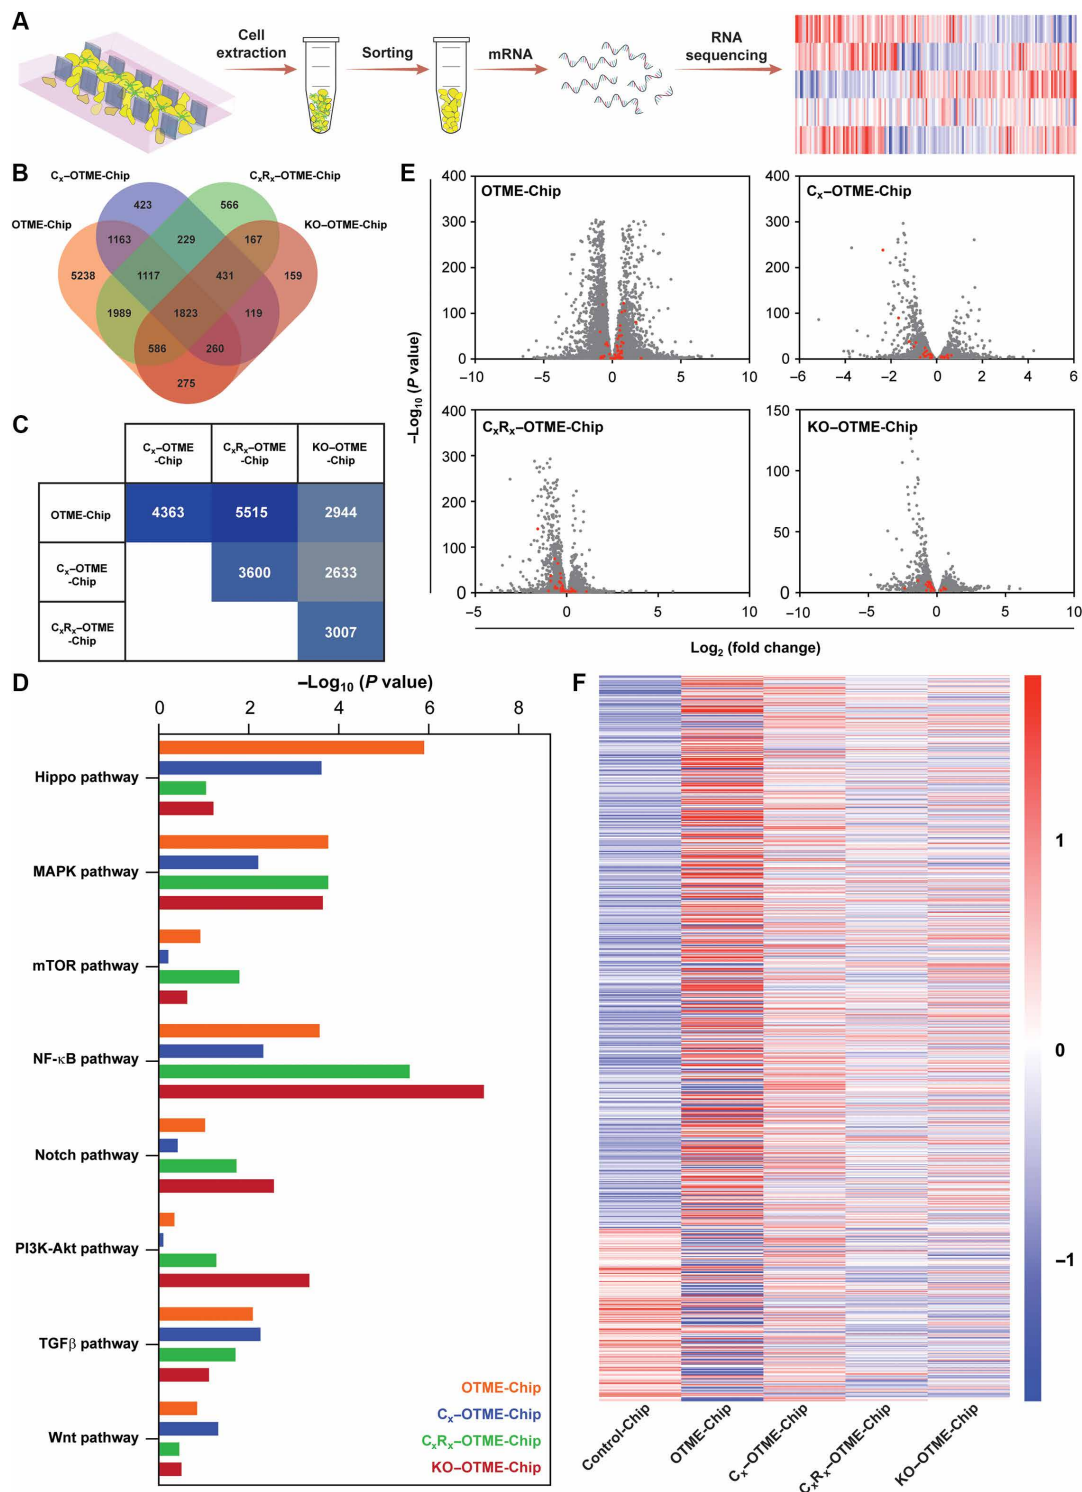 A
Cell
extraction
Sorting
mRNA
RNA
sequencing
B
Cx–OTME-Chip
CxRx–OTME-Chip
OTME-Chip
KO–OTME-Chip
423
566
1163
229
167
5238
1117
431
159
1989
1823
119
586
260
275
C
Cx–OTME
-Chip
CxRx–OTME
-Chip
KO–OTME
-Chip
OTME-Chip
4363
5515
2944
Cx–OTME
-Chip
3600
2633
CxRx–OTME
-Chip
3007
D
–Log10 (P value)
0
2
4
6
8
Hippo pathway
MAPK pathway
mTOR pathway
NF-κB pathway
Notch pathway
PI3K-Akt pathway
TGFβ pathway
Wnt pathway
OTME-Chip
Cx–OTME-Chip
CxRx–OTME-Chip
KO–OTME-Chip
E
–Log10 (P value)
OTME-Chip
400
300
200
100
0
–10
–5
0
5
10
Cx–OTME-Chip
400
300
200
100
0
–6
–4
–2
0
2
4
6
CxRx–OTME-Chip
400
300
200
100
0
–5
0
5
10
KO–OTME-Chip
150
100
50
0
–10
–5
0
5
10
Log2 (fold change)
F
1
0
–1
Control-Chip
OTME-Chip
Cx–OTME-Chip
CxRx–OTME-Chip
KO–OTME-Chip